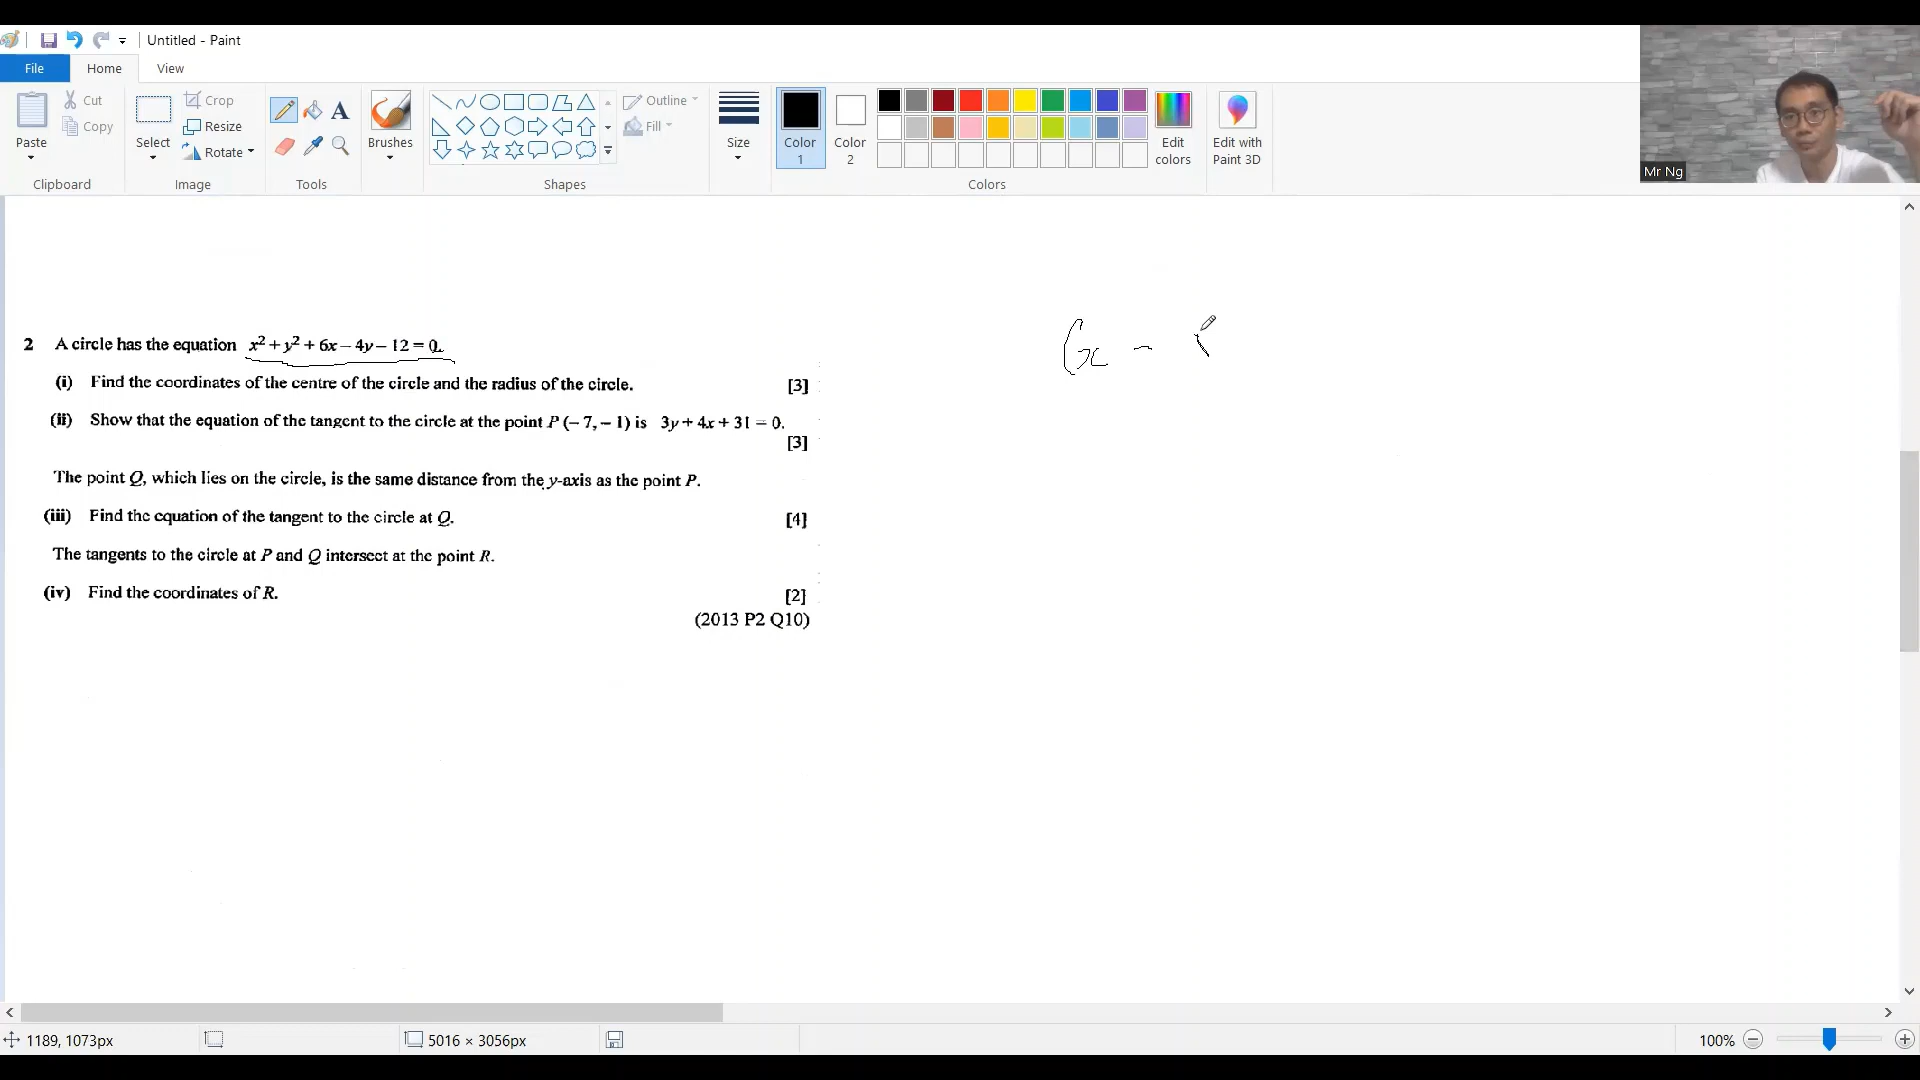 Untitled - Paint
File Home View
Cut
Copy
Paste
Clipboard
Crop
Resize
Rotate
Select
Image
Tools
Brushes
Shapes
Outline
Fill
Size
Color 1
Color 2
Edit colors
Colors
Edit with Paint 3D
Mr Ng
2 A circle has the equation x² + y² + 6x – 4y – 12 = 0.
(i) Find the coordinates of the centre of the circle and the radius of the circle. [3]
(ii) Show that the equation of the tangent to the circle at the point P (– 7, – 1) is 3y + 4x + 31 = 0.
[3]
The point Q, which lies on the circle, is the same distance from the y-axis as the point P.
(iii) Find the equation of the tangent to the circle at Q. [4]
The tangents to the circle at P and Q intersect at the point R.
(iv) Find the coordinates of R. [2]
(2013 P2 Q10)
(x –
1189, 1073px
5016 × 3056px
100%